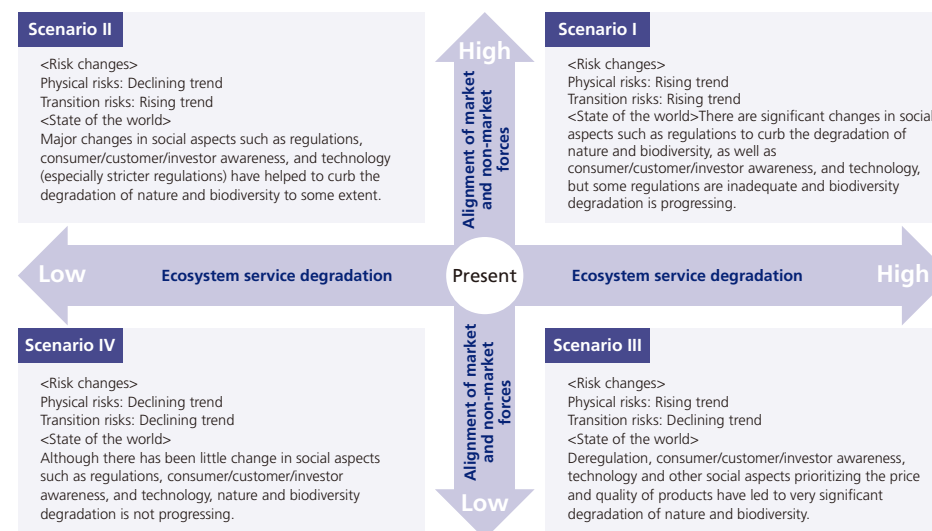 Scenario II
<Risk changes>
Physical risks: Declining trend
Transition risks: Rising trend
<State of the world>
Major changes in social aspects such as regulations,
consumer/customer/investor awareness, and technology
(especially stricter regulations) have helped to curb the
degradation of nature and biodiversity to some extent.
High
Alignment of market
and non-market
forces
Scenario I
<Risk changes>
Physical risks: Rising trend
Transition risks: Rising trend
<State of the world>There are significant changes in social
aspects such as regulations to curb the degradation of
nature and biodiversity, as well as
consumer/customer/investor awareness, and technology,
but some regulations are inadequate and biodiversity
degradation is progressing.
Low
Ecosystem service degradation
Present
Ecosystem service degradation
High
Scenario IV
<Risk changes>
Physical risks: Declining trend
Transition risks: Declining trend
<State of the world>
Although there has been little change in social aspects
such as regulations, consumer/customer/investor
awareness, and technology, nature and biodiversity
degradation is not progressing.
Alignment of market
and non-market
forces
Low
Scenario III
<Risk changes>
Physical risks: Rising trend
Transition risks: Declining trend
<State of the world>
Deregulation, consumer/customer/investor awareness,
technology and other social aspects prioritizing the price
and quality of products have led to very significant
degradation of nature and biodiversity.